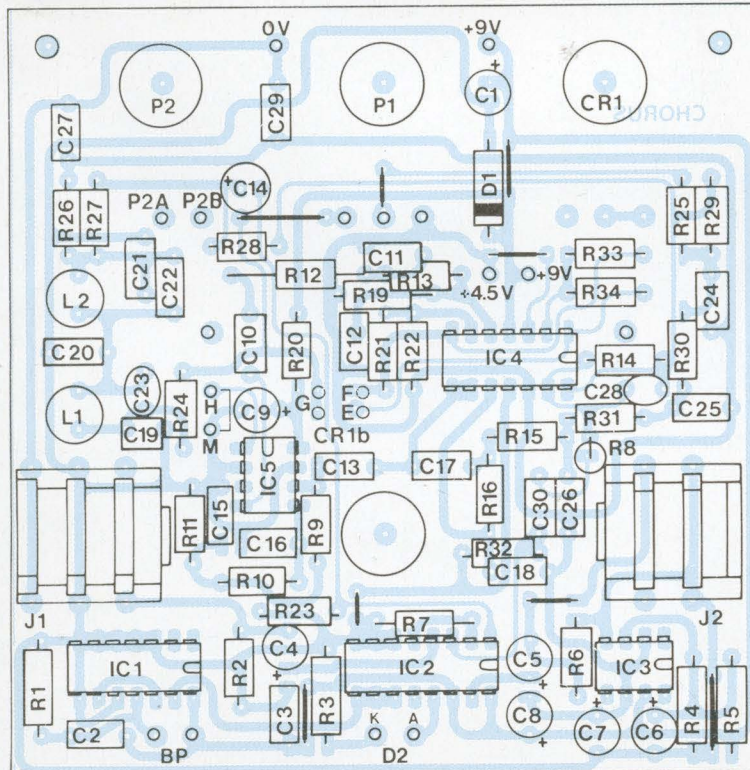 0V +9V
P2 P1 + C1 CR1
C27 C29 CHORUS
P2A P2B + C14 D1
R26 R27 R28 C11 R33 R25 R29
C21 C22 R12 R13 +4.5V +9V
L2 R19 R34 C24
C20 C10 R20 C12 R21 R22 IC4 R14 R30
C23 H G F C28
L1 C19 R24 C9 + E R31 C25
M CR1b R15 R8
IC5 C13 C17
R11 C15 R9 R16 C30 C26
C16 R32
R10 C18
J1 R23 R7 J2
R1 IC1 R2 C4 + IC2 C5 + R6 IC3
C3 R3 C8 + + C7 + C6 R4 R5
C2 K A
BP D2